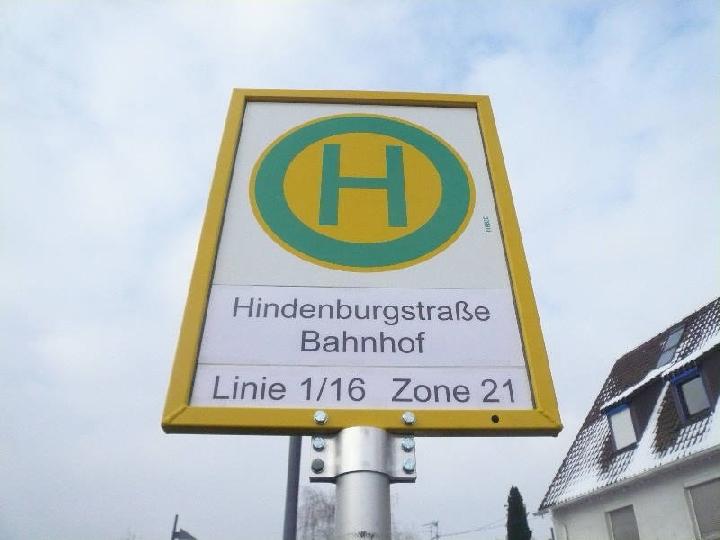 H
Hindenburgstraße
Bahnhof
Linie 1/16 Zone 21